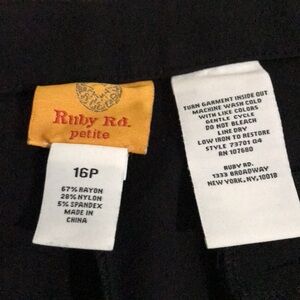 Ruby Rd.
petite
16P
67% RAYON
28% NYLON
5% SPANDEX
MADE IN
CHINA
TURN GARMENT INSIDE OUT
MACHINE WASH COLD
WITH LIKE COLORS
GENTLE CYCLE
DO NOT BLEACH
LINE DRY
LOW IRON TO RESTORE
STYLE 73701 04
RN 107680
RUBY RD.
1333 BROADWAY
NEW YORK, NY, 10018